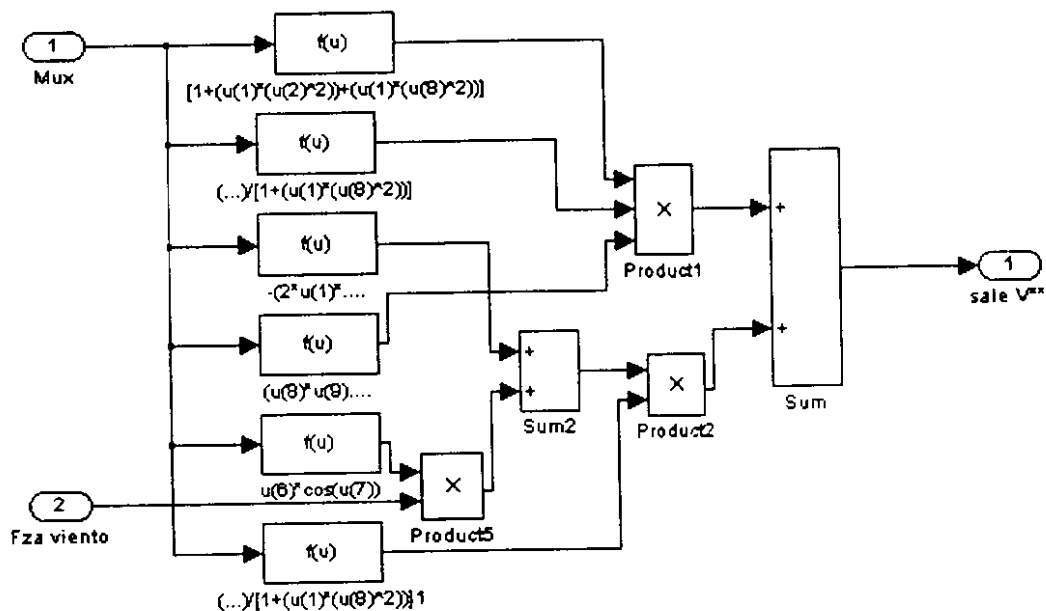 1
Mux
f(u)
[1+(u(1)*(u(2)^2))+(u(1)*(u(8)^2))]
f(u)
(...)/[1+(u(1)*(u(8)^2))]
f(u)
-(2*u(1)*....
f(u)
(u(8)*u(9)....
f(u)
u(6)*cos(u(7))
2
Fza viento
f(u)
(...)/[1+(u(1)*(u(8)^2))]1
×
Product5
+
+
Sum2
×
Product1
×
Product2
+
+
Sum
1
sale V**